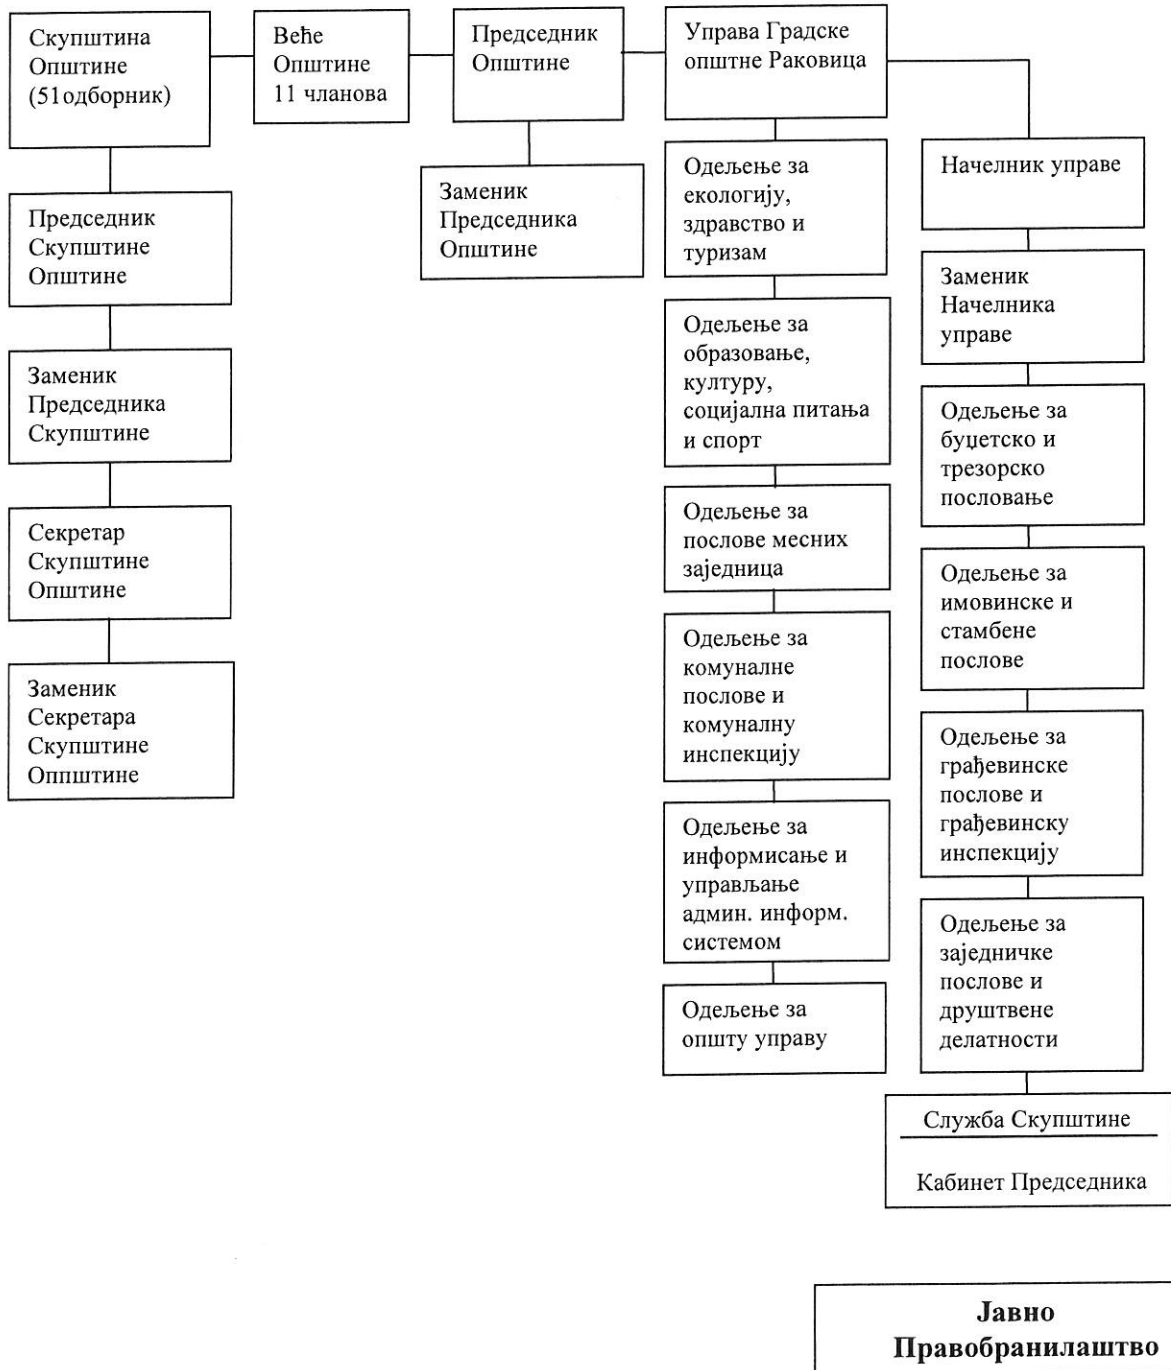 Скупштина
Општине
(51одборник)
Веће
Општине
11 чланова
Председник
Општине
Управа Градске
општне Раковица
Председник
Скупштине
Општине
Заменик
Председника
Скупштине
Секретар
Скупштине
Општине
Заменик
Секретара
Скупштине
Оппштине
Заменик
Председника
Општине
Одељење за
екологију,
здравство и
туризам
Одељење за
образовање,
културу,
социјална питања
и спорт
Одељење за
послове месних
заједница
Одељење за
комуналне
послове и
комуналну
инспекцију
Одељење за
информисање и
управљање
админ. информ.
системом
Одељење за
општу управу
Начелник управе
Заменик
Начелника
управе
Одељење за
буџетско и
трезорско
пословање
Одељење за
имовинске и
стамбене
послове
Одељење за
грађевинске
послове и
грађевинску
инспекцију
Одељење за
заједничке
послове и
друштвене
делатности
Служба Скупштине
Кабинет Председника
Јавно
Правобранилаштво